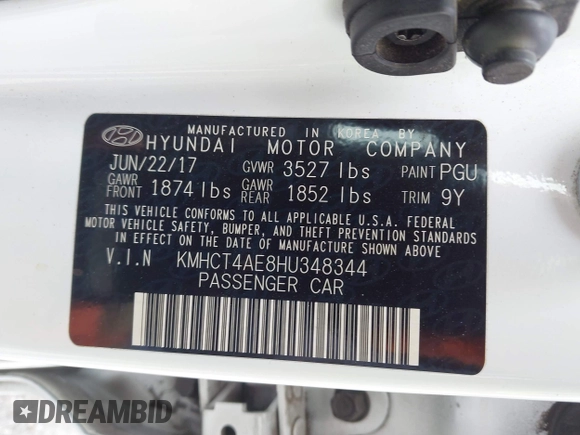 MANUFACTURED IN KOREA BY
HYUNDAI MOTOR COMPANY
JUN/22/17 GVWR 3527 lbs PAINT PGU
GAWR FRONT 1874 lbs GAWR REAR 1852 lbs TRIM 9Y
THIS VEHICLE CONFORMS TO ALL APPLICABLE U.S.A. FEDERAL
MOTOR VEHICLE SAFETY, BUMPER, AND THEFT PREVENTION STANDARDS
IN EFFECT ON THE DATE OF MANUFACTURE SHOWN ABOVE.
V.I.N KMHCT4AE8HU348344
PASSENGER CAR
DREAMBID